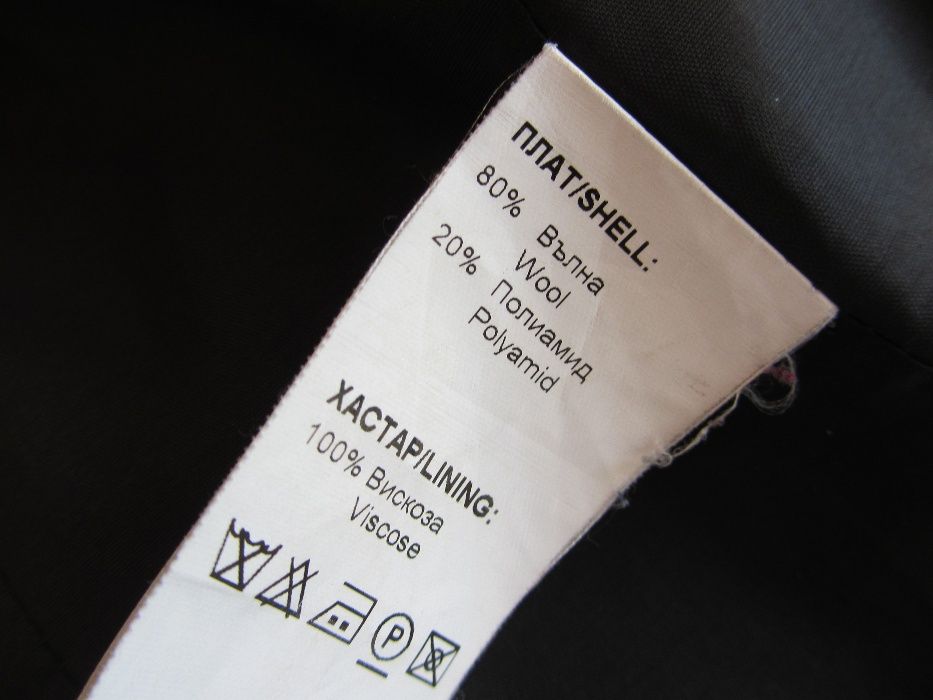 ПЛАТ/SHELL:
80% Вълна
Wool
20% Полиамид
Polyamid
ХАСТАР/LINING:
100% Вискоза
Viscose
P